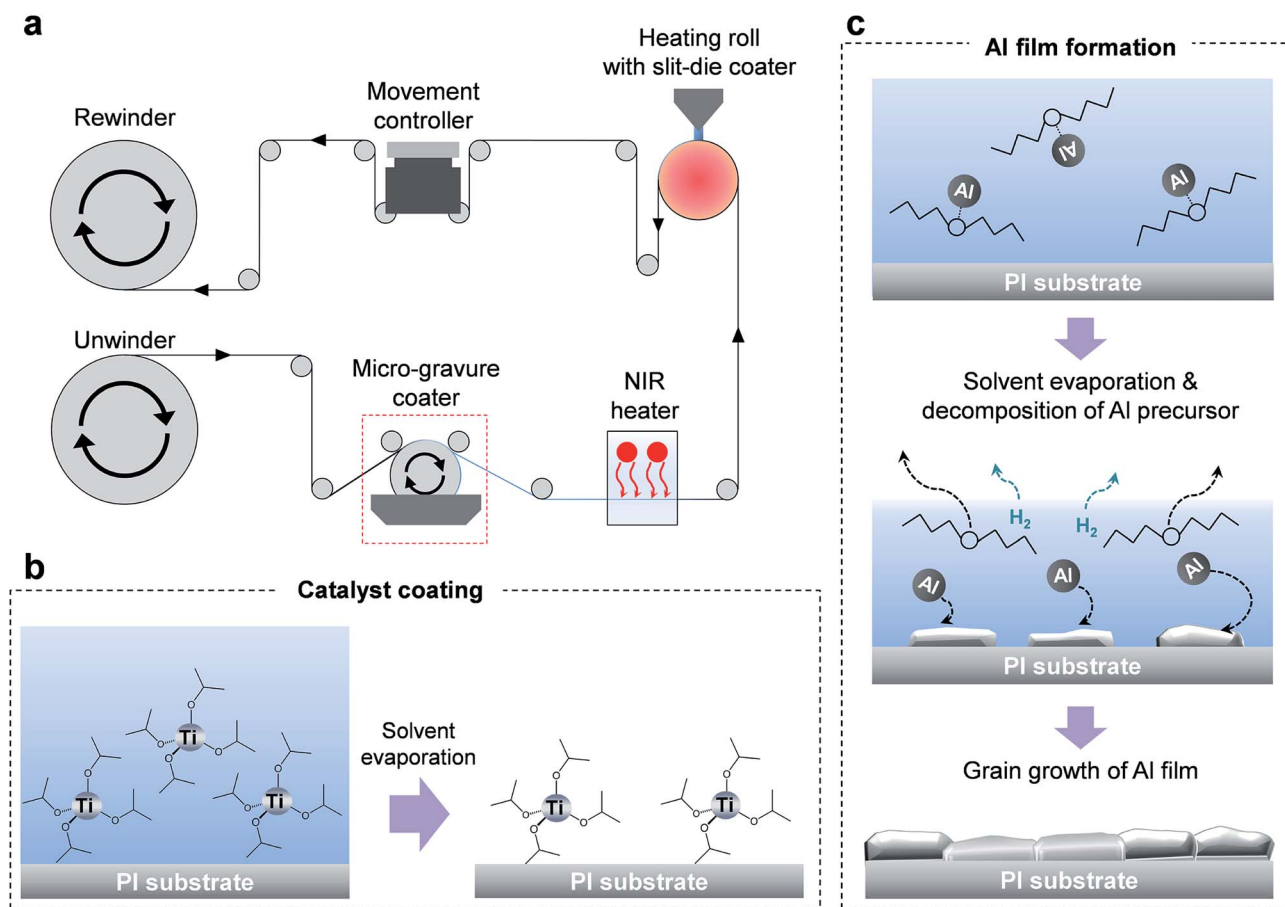 a
Heating roll
with slit-die coater
Movement
controller
Rewinder
Unwinder
Micro-gravure
coater
NIR
heater
b
Catalyst coating
Ti
O
O
O
O
Ti
O
O
O
O
Ti
O
O
O
O
PI substrate
Solvent
evaporation
Ti
O
O
O
O
Ti
O
O
O
O
PI substrate
c
Al film formation
Al
Al
Al
PI substrate
Solvent evaporation &
decomposition of Al precursor
H₂
H₂
Al
Al
Al
PI substrate
Grain growth of Al film
PI substrate